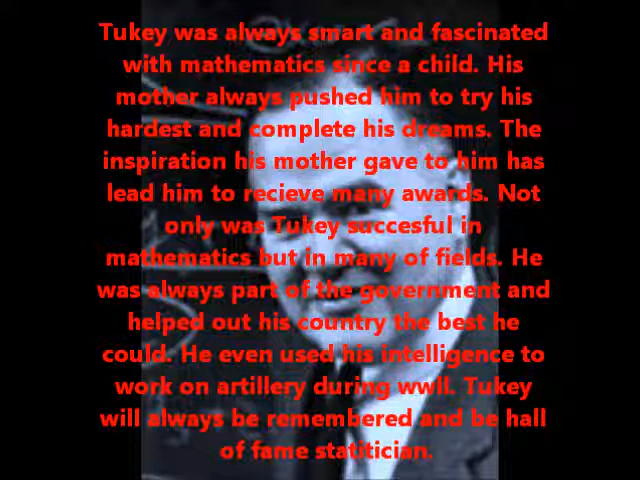 Tukey was always smart and fascinated
with mathematics since a child. His
mother always pushed him to try his
hardest and complete his dreams. The
inspiration his mother gave to him has
lead him to recieve many awards. Not
only was Tukey succesful in
mathematics but in many of fields. He
was always part of the government and
helped out his country the best he
could. He even used his intelligence to
work on artillery during wwll. Tukey
will always be remembered and be hall
of fame statitician.